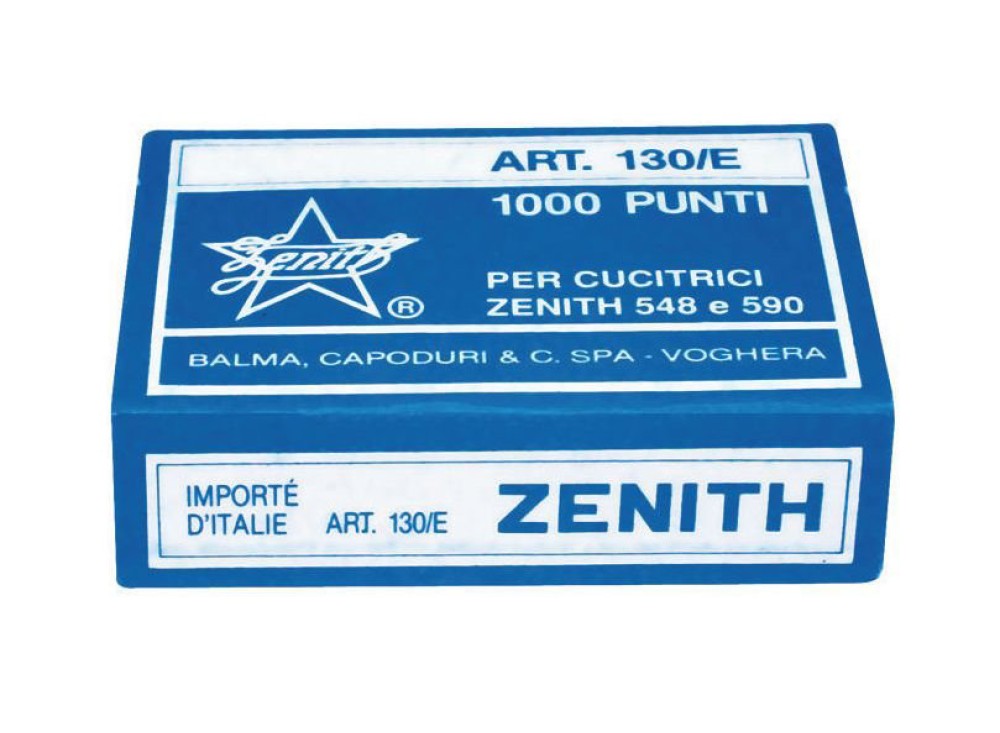 ART. 130/E
1000 PUNTI
Zenith
®
PER CUCITRICI
ZENITH 548 e 590
BALMA, CAPODURI & C. SPA - VOGHERA
IMPORTÉ
D'ITALIE
ART. 130/E
ZENITH